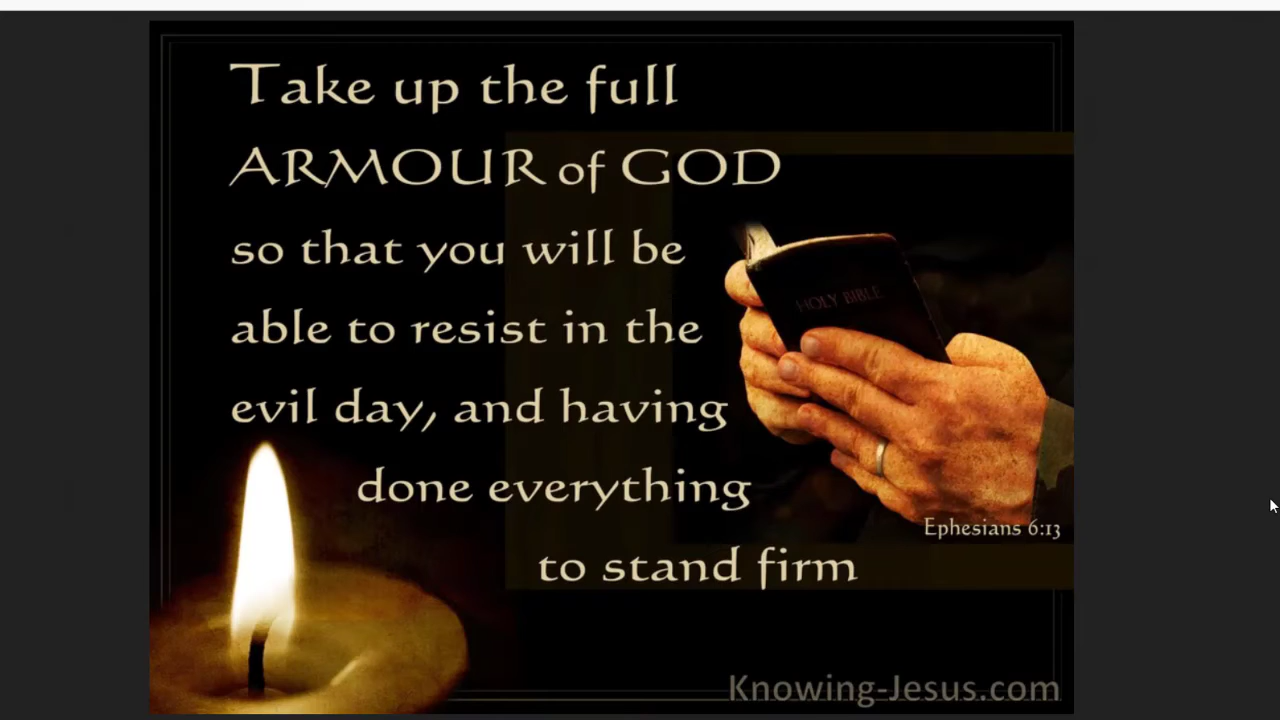 Take up the full
ARMOUR of GOD
so that you will be
able to resist in the
evil day, and having
done everything
to stand firm
HOLY BIBLE
Ephesians 6:13
Knowing-Jesus.com